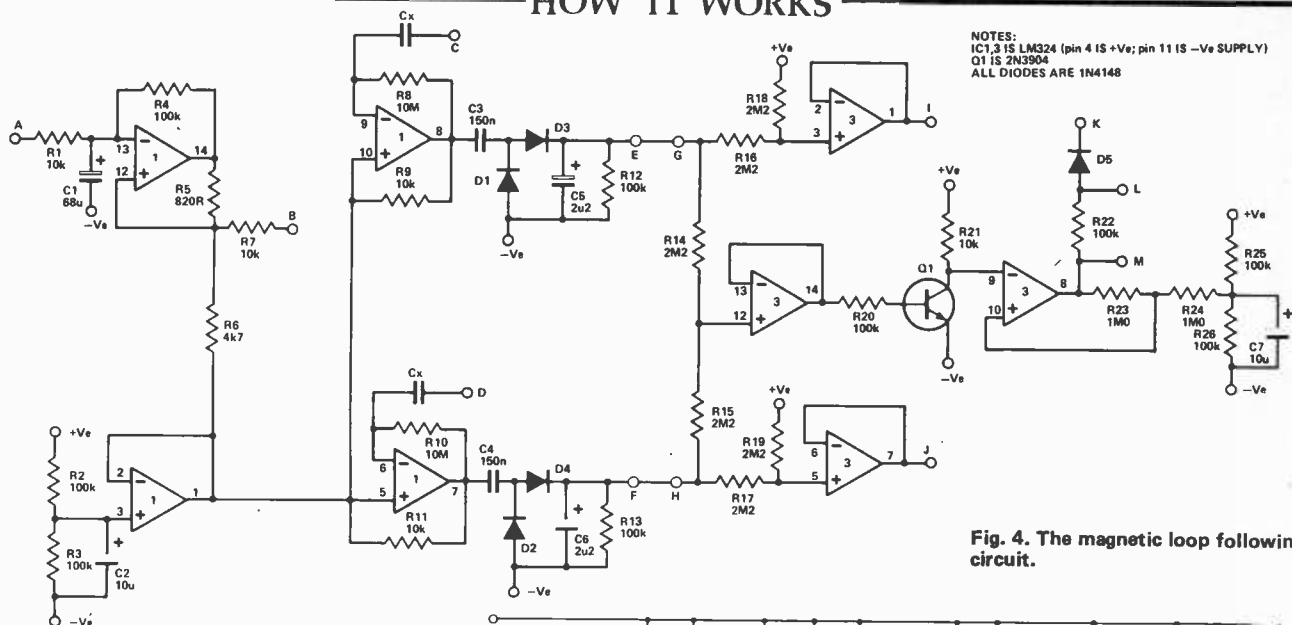 HOW IT WORKS
NOTES:
IC1,3 IS LM324 (pin 4 IS +Ve; pin 11 IS –Ve SUPPLY)
Q1 IS 2N3904
ALL DIODES ARE 1N4148
A
R1
10k
C1
68u
–Ve
R4
100k
13
12
1
14
R5
820R
R7
10k
B
R6
4k7
+Ve
R2
100k
R3
100k
C2
10u
–Ve
2
3
1
1
Cx
C
R8
10M
9
10
1
8
R9
10k
C3
150n
D1
D3
–Ve
C5
2u2
R12
100k
E
G
Cx
D
R10
10M
6
5
1
7
R11
10k
C4
150n
D2
D4
–Ve
C6
2u2
R13
100k
F
H
R14
2M2
R15
2M2
R16
2M2
+Ve
R18
2M2
2
3
3
1
I
13
12
3
14
R20
100k
R17
2M2
+Ve
R19
2M2
6
5
3
7
J
+Ve
R21
10k
Q1
–Ve
9
10
3
8
K
D5
L
R22
100k
M
R23
1M0
R24
1M0
+Ve
R25
100k
R26
100k
C7
10u
–Ve
Fig. 4. The magnetic loop followin
circuit.